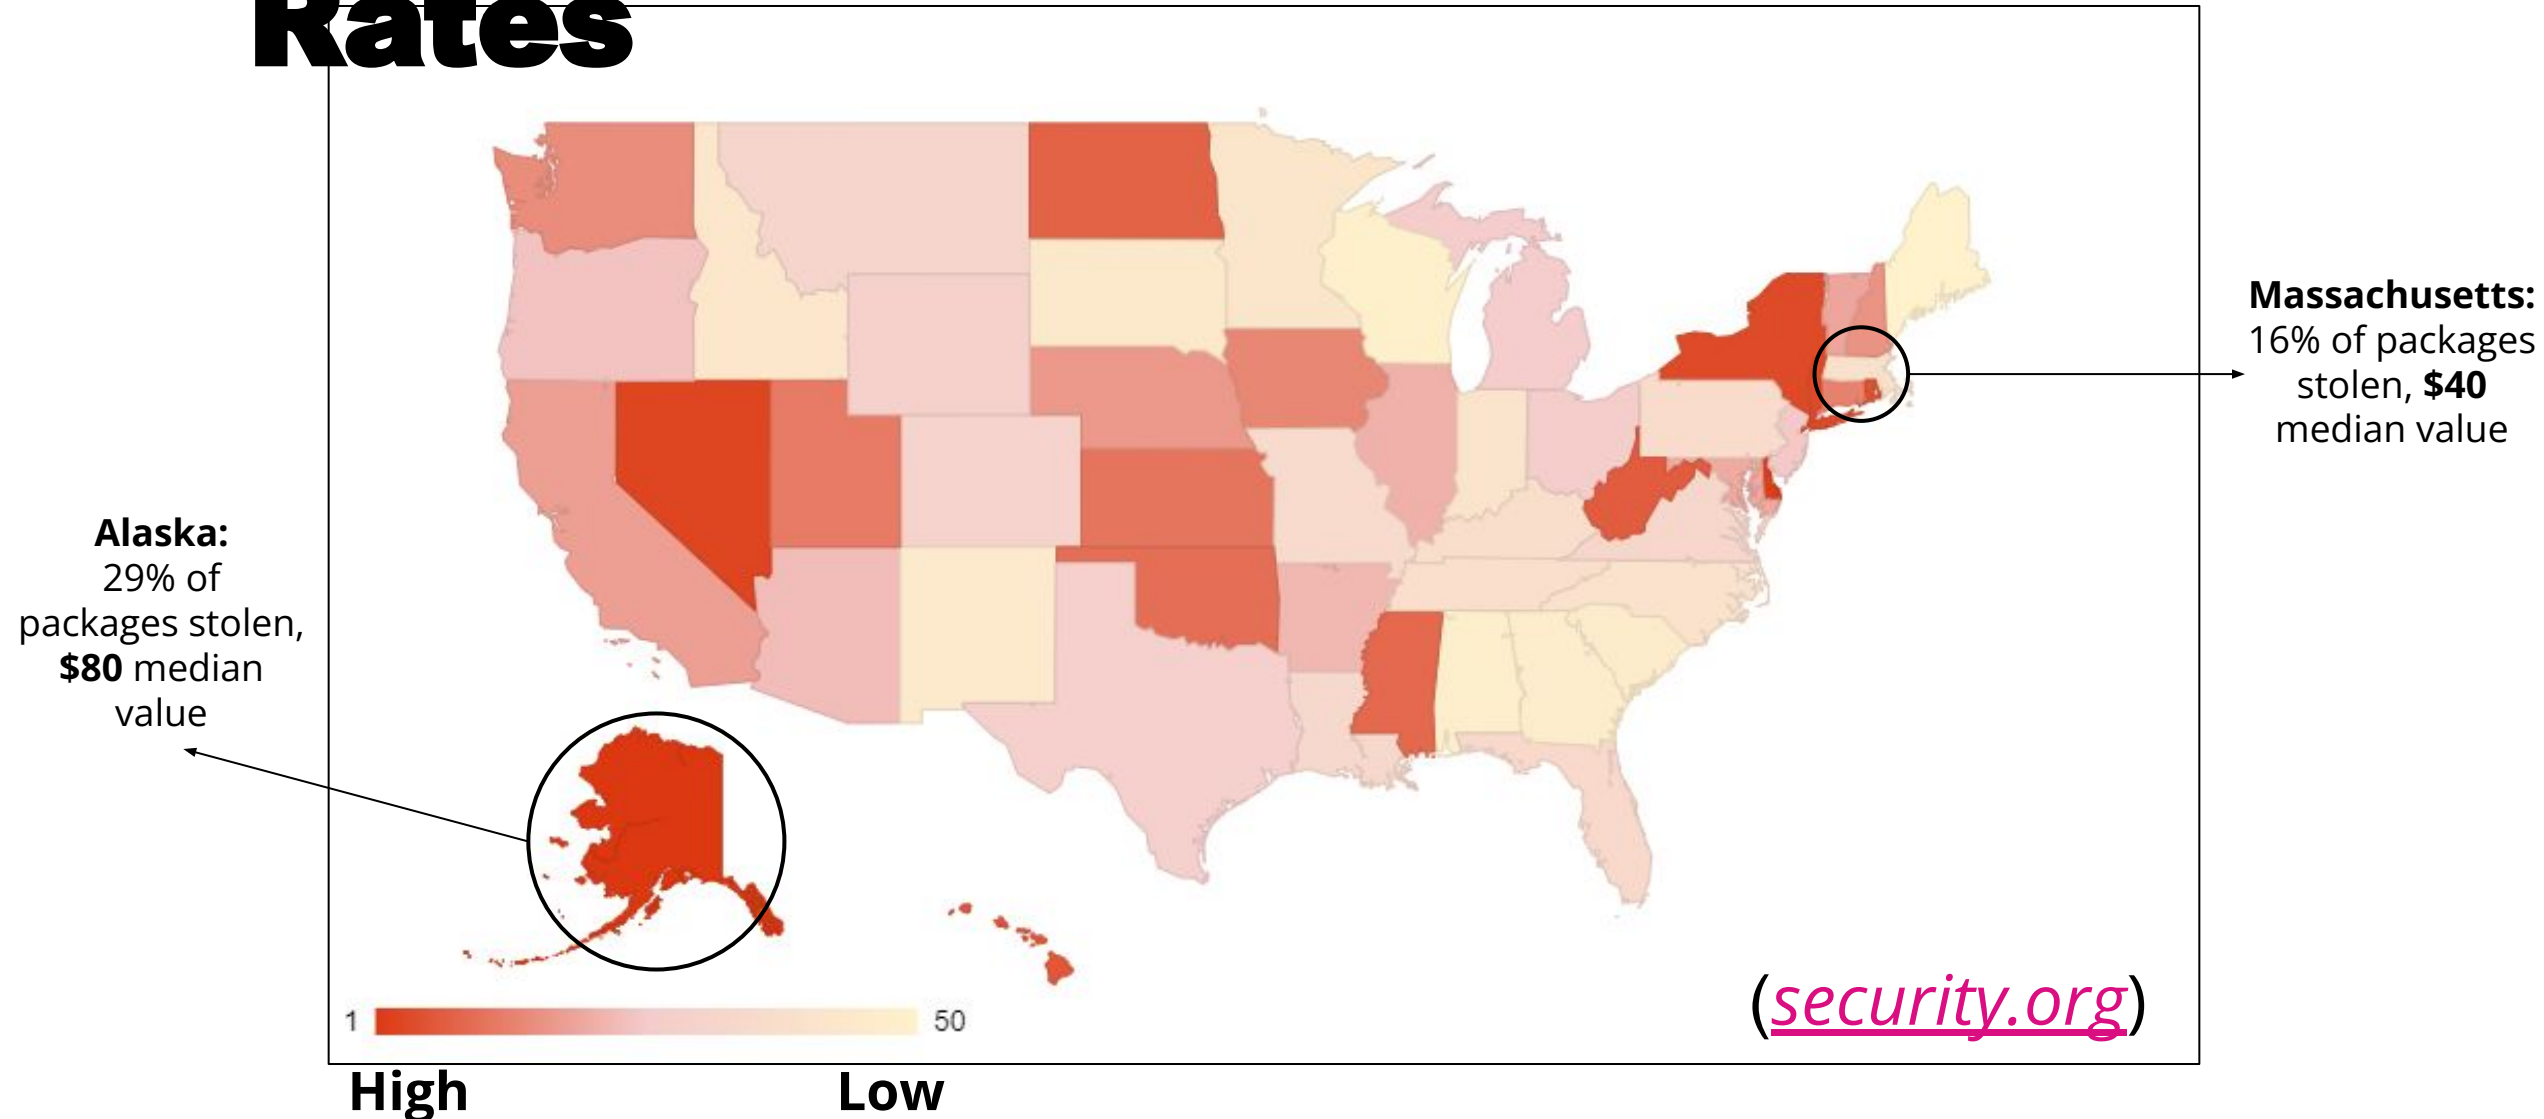 Rates
Massachusetts:
16% of packages
stolen, $40
median value
Alaska:
29% of
packages stolen,
$80 median
value
1
50
(security.org)
High
Low